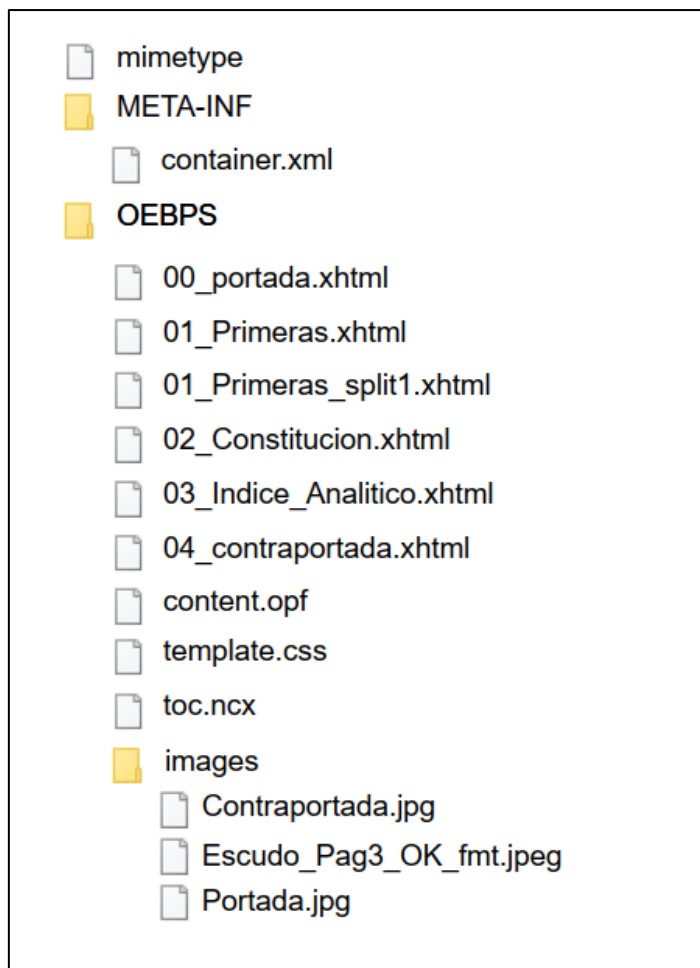 mimetype
META-INF
container.xml
OEBPS
00_portada.xhtml
01_Primeras.xhtml
01_Primeras_split1.xhtml
02_Constitucion.xhtml
03_Indice_Analitico.xhtml
04_contraportada.xhtml
content.opf
template.css
toc.ncx
images
Contraportada.jpg
Escudo_Pag3_OK_fmt.jpeg
Portada.jpg